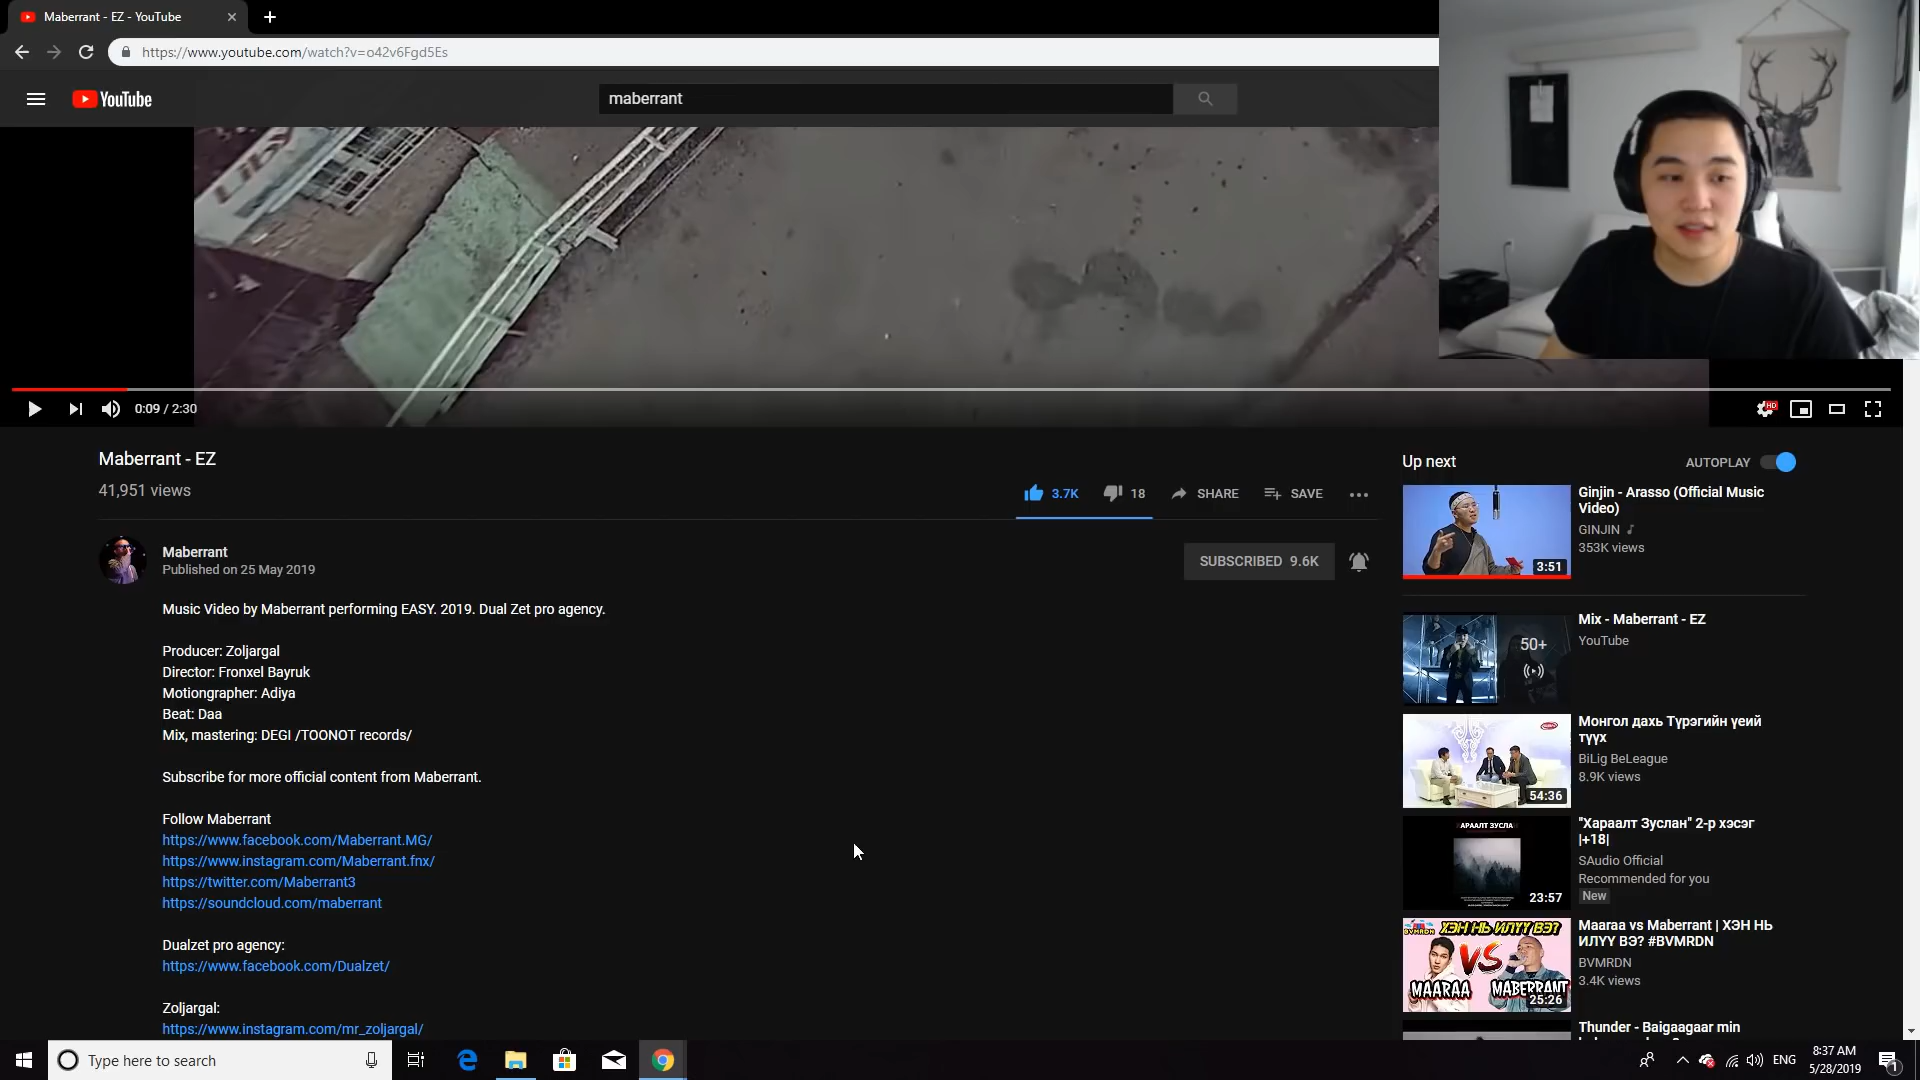 Maberrant - EZ - YouTube
https://www.youtube.com/watch?v=o42v6Fgd5Es
YouTube
maberrant
0:09 / 2:30
HD
Maberrant - EZ
41,951 views
3.7K
18
SHARE
SAVE
Maberrant
Published on 25 May 2019
SUBSCRIBED 9.6K
Music Video by Maberrant performing EASY. 2019. Dual Zet pro agency.
Producer: Zoljargal
Director: Fronxel Bayruk
Motiongrapher: Adiya
Beat: Daa
Mix, mastering: DEGI /TOONOT records/
Subscribe for more official content from Maberrant.
Follow Maberrant
https://www.facebook.com/Maberrant.MG/
https://www.instagram.com/Maberrant.fnx/
https://twitter.com/Maberrant3
https://soundcloud.com/maberrant
Dualzet pro agency:
https://www.facebook.com/Dualzet/
Zoljargal:
https://www.instagram.com/mr_zoljargal/
Up next
AUTOPLAY
3:51
Ginjin - Arasso (Official Music
Video)
GINJIN
353K views
50+
Mix - Maberrant - EZ
YouTube
54:36
Монгол дахь Түрэгийн үеий
түүх
BiLig BeLeague
8.9K views
АРААЛТ ЗУСЛА
23:57
"Хараалт Зуслан" 2-р хэсэг
|+18|
SAudio Official
Recommended for you
New
BVMRDN
ХЭН НЬ ИЛҮҮ ВЭ?
VS
MAARAA
MABERRANT
25:26
Maaraa vs Maberrant | ХЭН НЬ
ИЛҮҮ ВЭ? #BVMRDN
BVMRDN
3.4K views
Thunder - Baigaagaar min
Type here to search
ENG
8:37 AM
5/28/2019
1